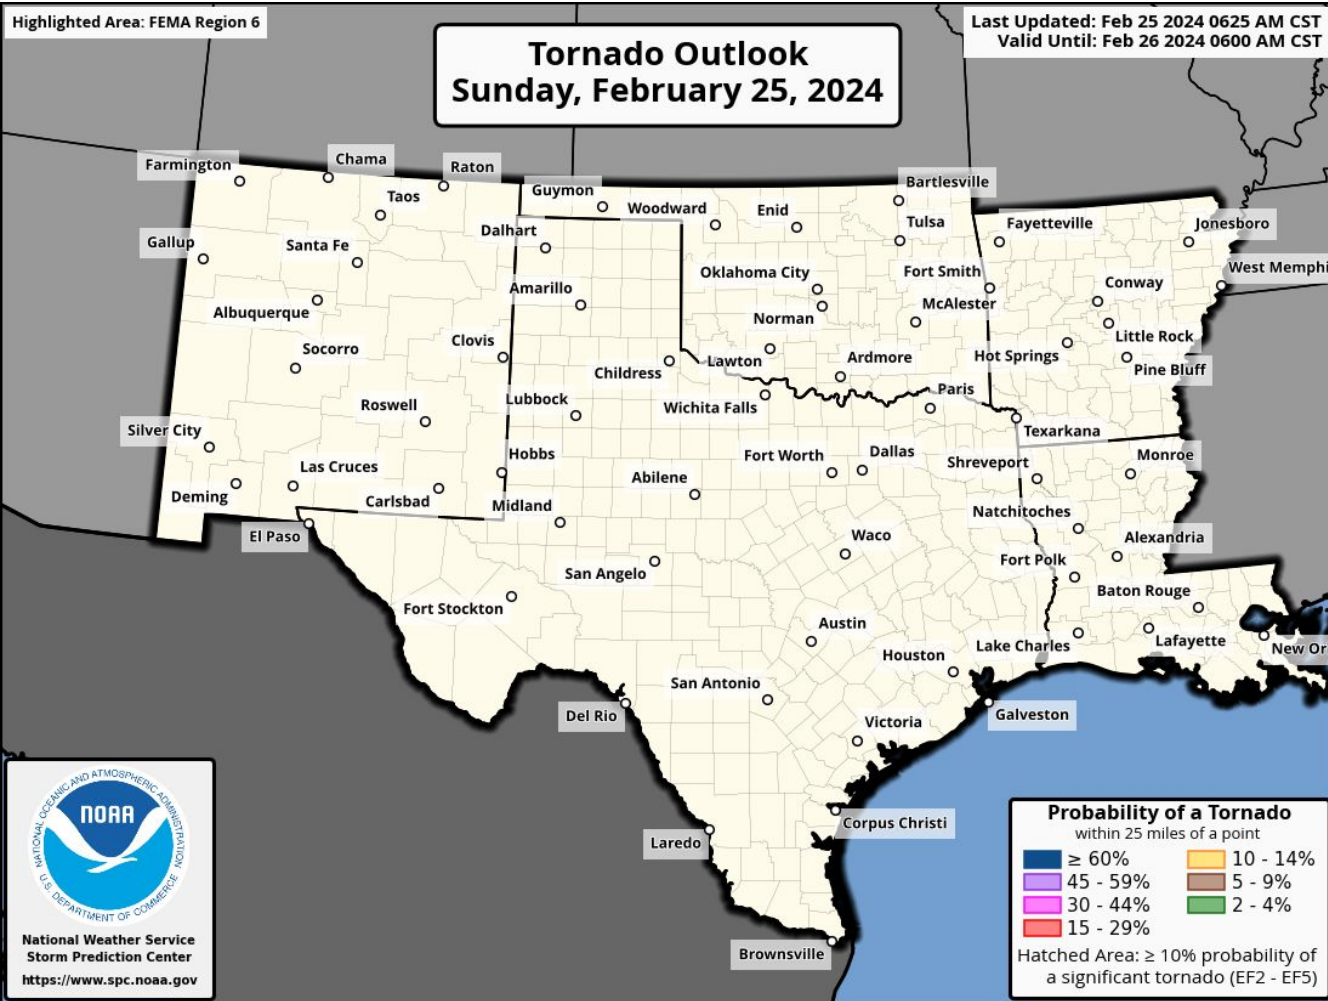 Highlighted Area: FEMA Region 6
Last Updated: Feb 25 2024 0625 AM CST
Valid Until: Feb 26 2024 0600 AM CST
Tornado Outlook
Sunday, February 25, 2024
Farmington
Chama
Raton
Taos
Guymon
Woodward
Enid
Bartlesville
Tulsa
Fayetteville
Jonesboro
Gallup
Santa Fe
Dalhart
Oklahoma City
Fort Smith
West Memphi
Conway
Amarillo
McAlester
Albuquerque
Norman
Little Rock
Socorro
Clovis
Lawton
Ardmore
Hot Springs
Pine Bluff
Childress
Paris
Roswell
Lubbock
Wichita Falls
Texarkana
Silver City
Hobbs
Fort Worth
Dallas
Shreveport
Monroe
Las Cruces
Abilene
Deming
Carlsbad
Midland
Natchitoches
El Paso
Waco
Alexandria
Fort Polk
San Angelo
Baton Rouge
Fort Stockton
Austin
Lake Charles
Lafayette
New Or
Houston
San Antonio
Del Rio
Victoria
Galveston
Corpus Christi
Laredo
Brownsville
NATIONAL OCEANIC AND ATMOSPHERIC ADMINISTRATION
NOAA
U.S. DEPARTMENT OF COMMERCE
National Weather Service
Storm Prediction Center
https://www.spc.noaa.gov
Probability of a Tornado
within 25 miles of a point
≥ 60%
45 - 59%
30 - 44%
15 - 29%
10 - 14%
5 - 9%
2 - 4%
Hatched Area: ≥ 10% probability of
a significant tornado (EF2 - EF5)